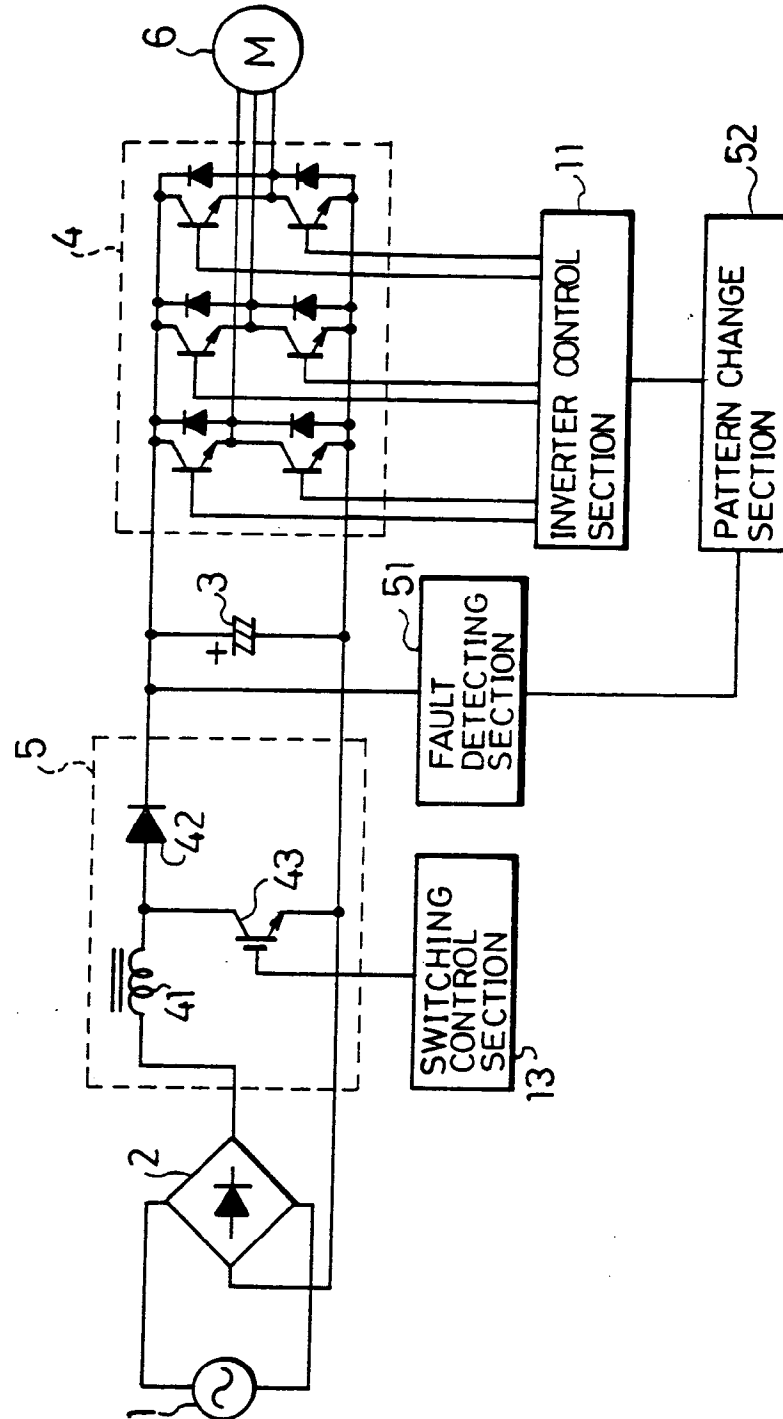 1
2
5
41
42
43
3
+
4
6
M
SWITCHING
CONTROL
SECTION
13
FAULT
DETECTING
SECTION
51
INVERTER CONTROL
SECTION
11
PATTERN CHANGE
SECTION
52